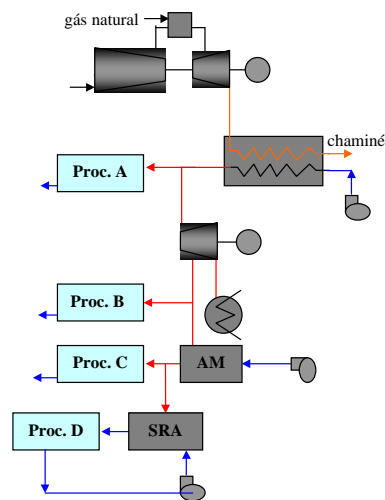 gás natural
chaminé
Proc. A
Proc. B
Proc. C
AM
Proc. D
SRA